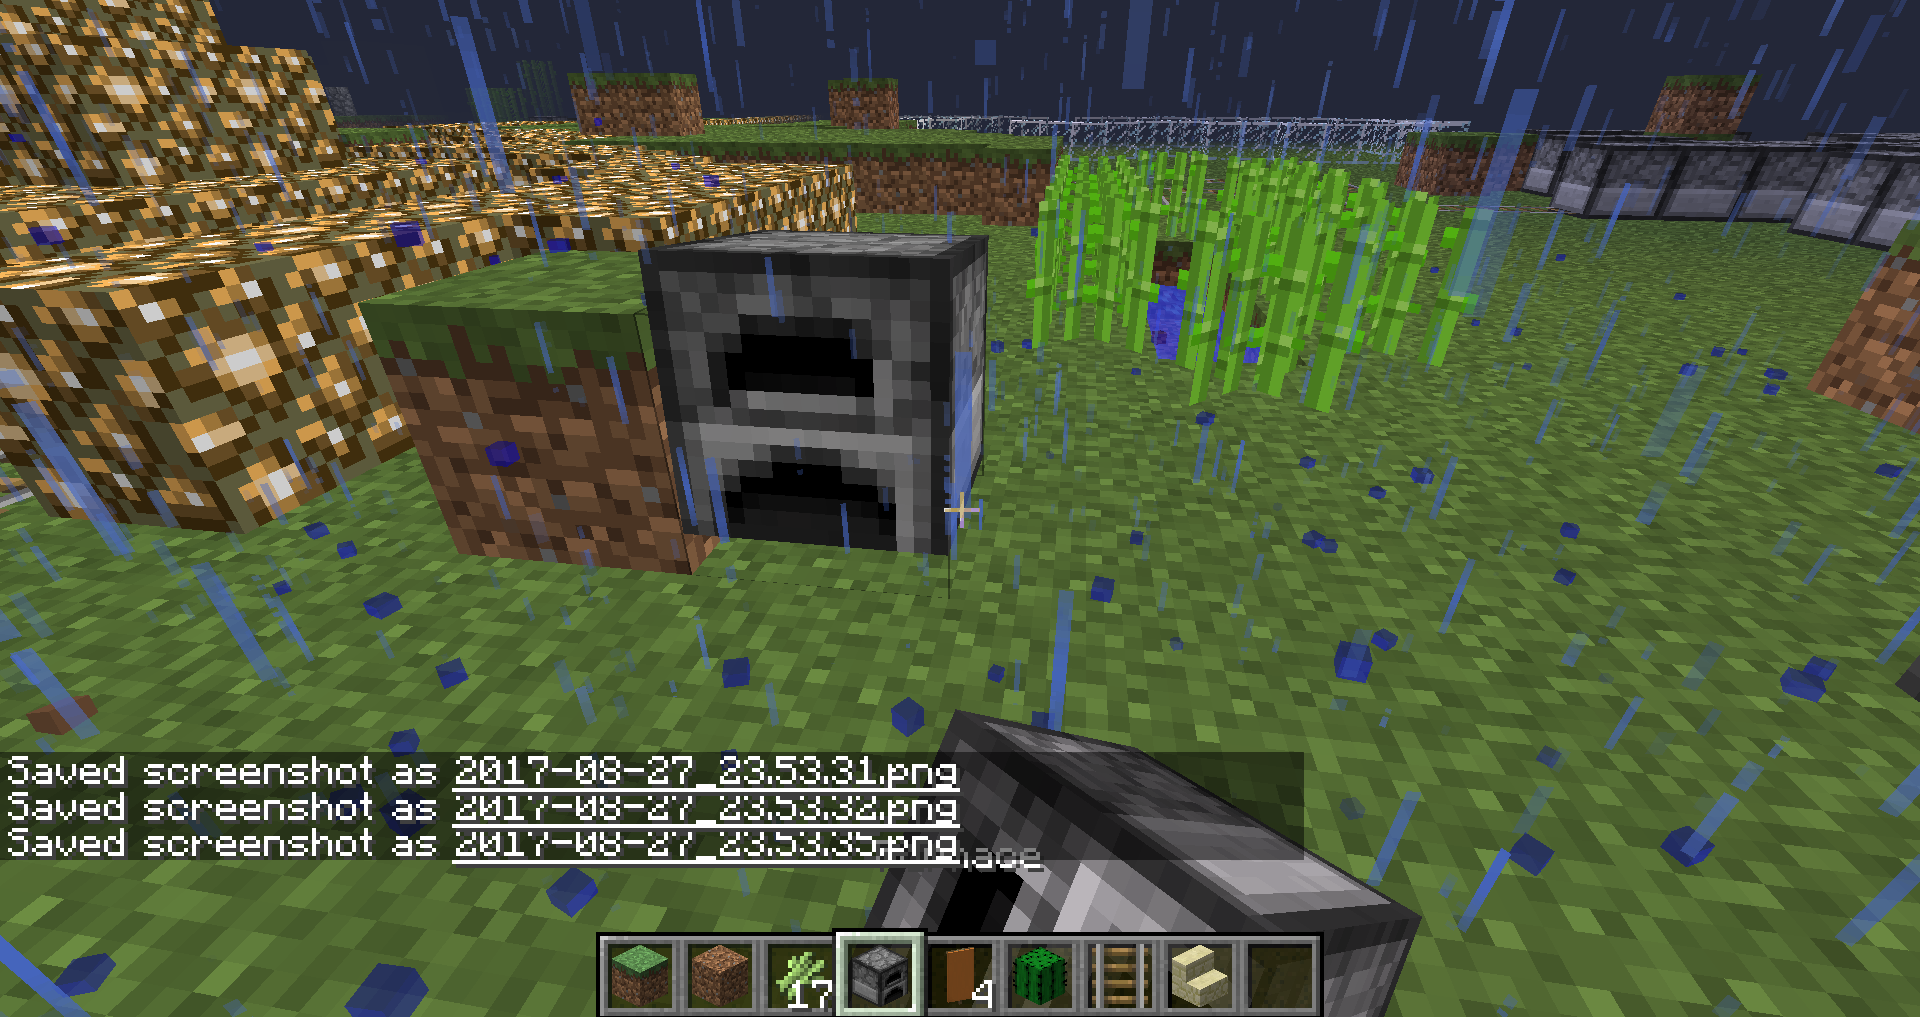 Saved screenshot as 2017-08-27_23.53.31.png
Saved screenshot as 2017-08-27_23.53.32.png
Saved screenshot as 2017-08-27_23.53.35.png
17
4